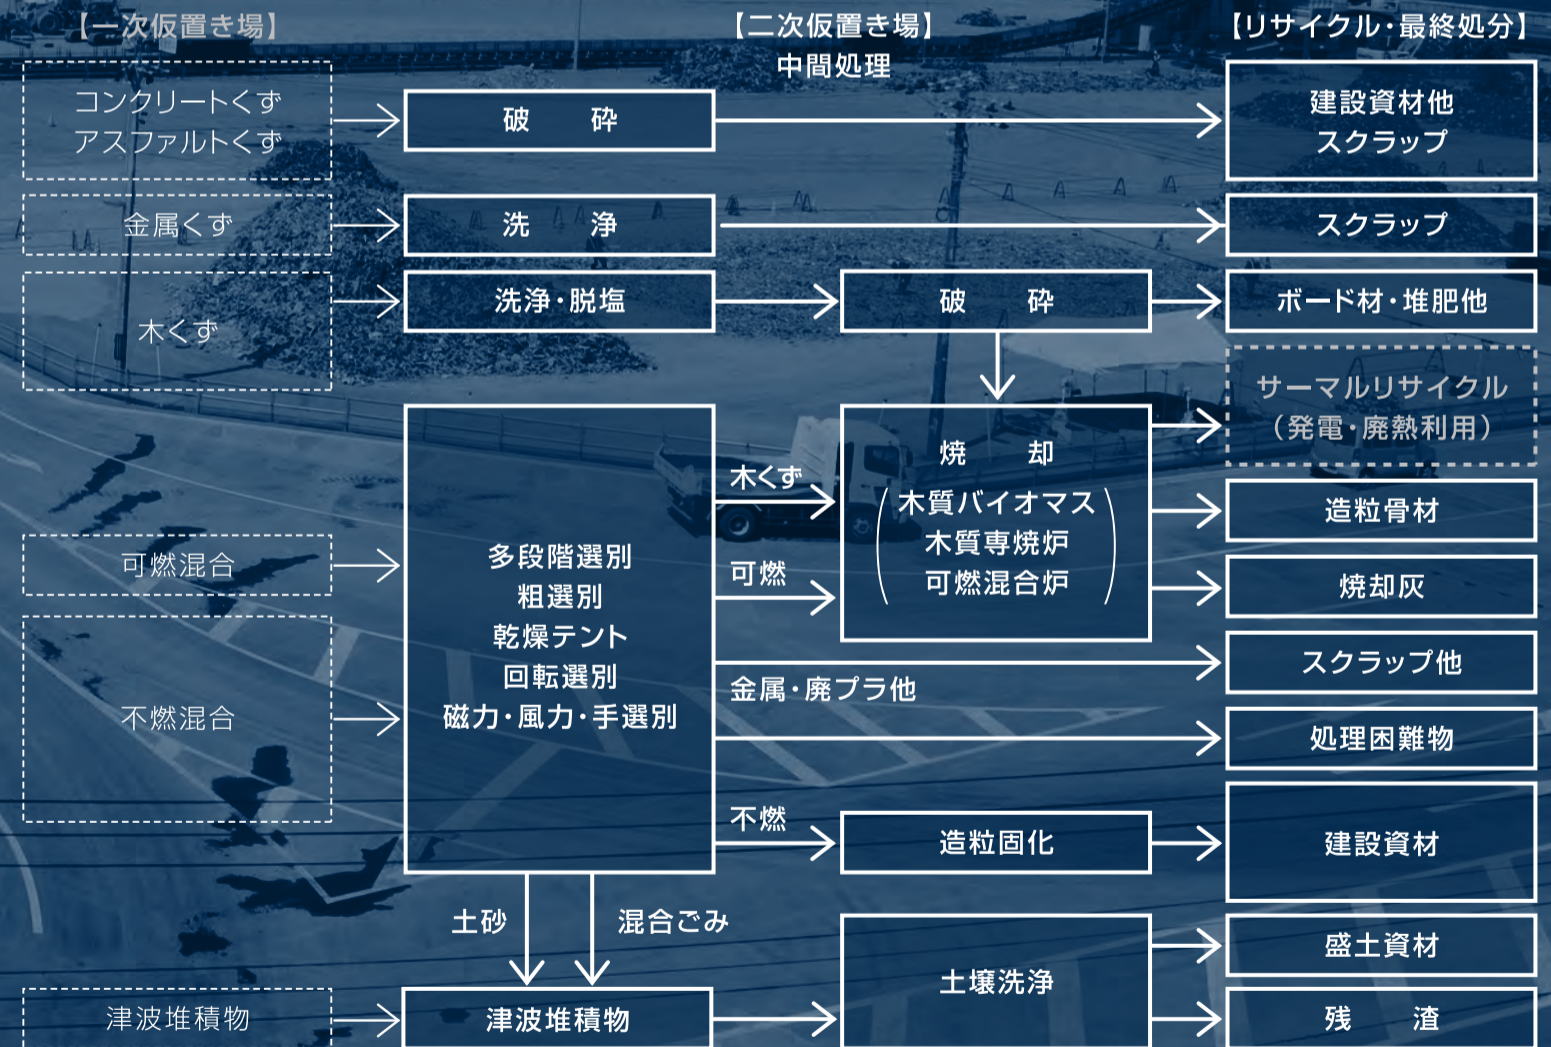 【一次仮置き場】
【二次仮置き場】
中間処理
【リサイクル・最終処分】
コンクリートくず
アスファルトくず
破　砕
建設資材他
スクラップ
金属くず
洗　浄
スクラップ
木くず
洗浄・脱塩
破　砕
ボード材・堆肥他
サーマルリサイクル
（発電・廃熱利用）
可燃混合
不燃混合
多段階選別
粗選別
乾燥テント
回転選別
磁力・風力・手選別
木くず
可燃
焼　却
（木質バイオマス
木質専焼炉
可燃混合炉）
造粒骨材
焼却灰
金属・廃プラ他
スクラップ他
処理困難物
不燃
造粒固化
建設資材
土砂
混合ごみ
津波堆積物
津波堆積物
土壌洗浄
盛土資材
残　渣